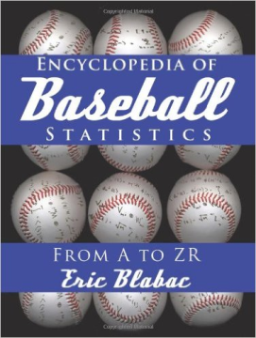 Encyclopedia of
Baseball
Statistics
From A to ZR
Eric Blabac